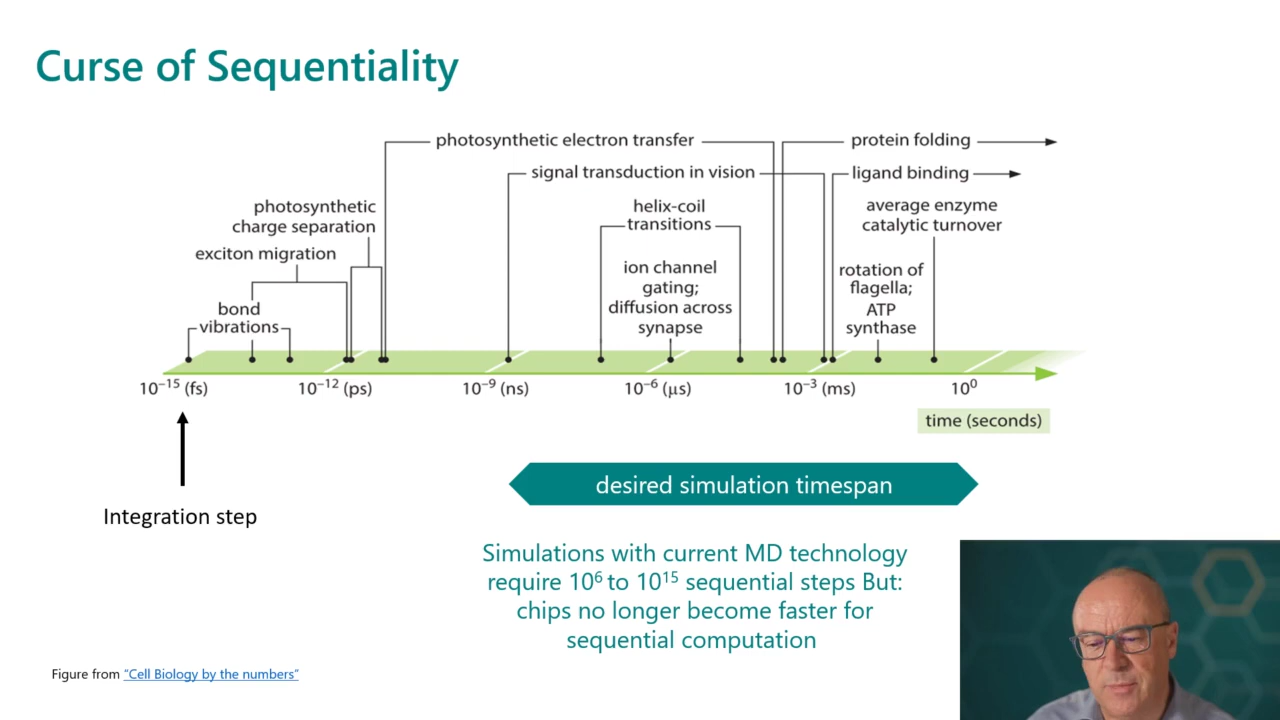 Curse of Sequentiality
photosynthetic electron transfer
protein folding
signal transduction in vision
ligand binding
photosynthetic
charge separation
helix-coil
transitions
average enzyme
catalytic turnover
exciton migration
ion channel
gating;
diffusion across
synapse
rotation of
flagella;
ATP
synthase
bond
vibrations
10⁻¹⁵ (fs)
10⁻¹² (ps)
10⁻⁹ (ns)
10⁻⁶ (μs)
10⁻³ (ms)
10⁰
time (seconds)
Integration step
desired simulation timespan
Simulations with current MD technology
require 10⁶ to 10¹⁵ sequential steps But:
chips no longer become faster for
sequential computation
Figure from “Cell Biology by the numbers”